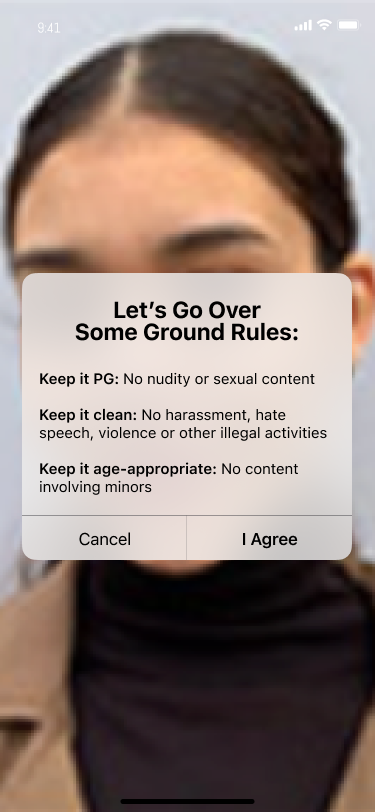 9:41
Let’s Go Over
Some Ground Rules:
Keep it PG: No nudity or sexual content
Keep it clean: No harassment, hate
speech, violence or other illegal activities
Keep it age-appropriate: No content
involving minors
Cancel
I Agree